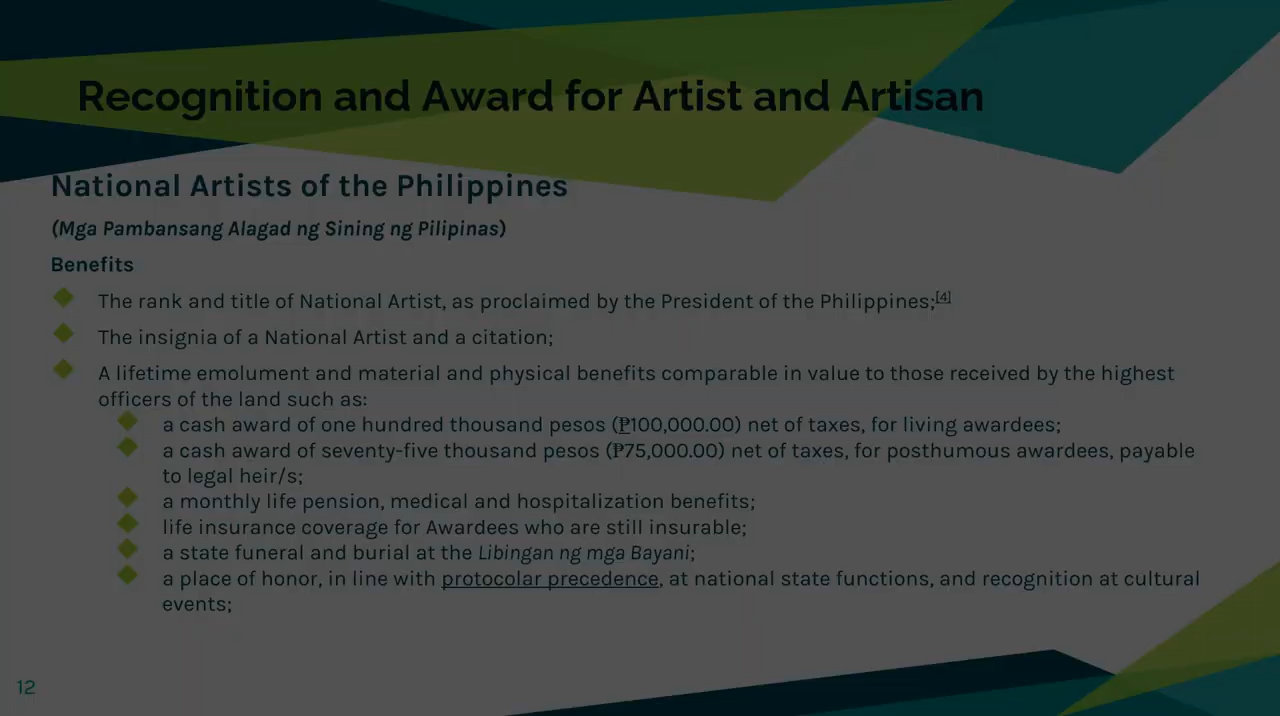 Recognition and Award for Artist and Artisan
National Artists of the Philippines
(Mga Pambansang Alagad ng Sining ng Pilipinas)
Benefits
The rank and title of National Artist, as proclaimed by the President of the Philippines;[4]
The insignia of a National Artist and a citation;
A lifetime emolument and material and physical benefits comparable in value to those received by the highest
officers of the land such as:
a cash award of one hundred thousand pesos (₱100,000.00) net of taxes, for living awardees;
a cash award of seventy-five thousand pesos (₱75,000.00) net of taxes, for posthumous awardees, payable
to legal heir/s;
a monthly life pension, medical and hospitalization benefits;
life insurance coverage for Awardees who are still insurable;
a state funeral and burial at the Libingan ng mga Bayani;
a place of honor, in line with protocolar precedence, at national state functions, and recognition at cultural
events;
12